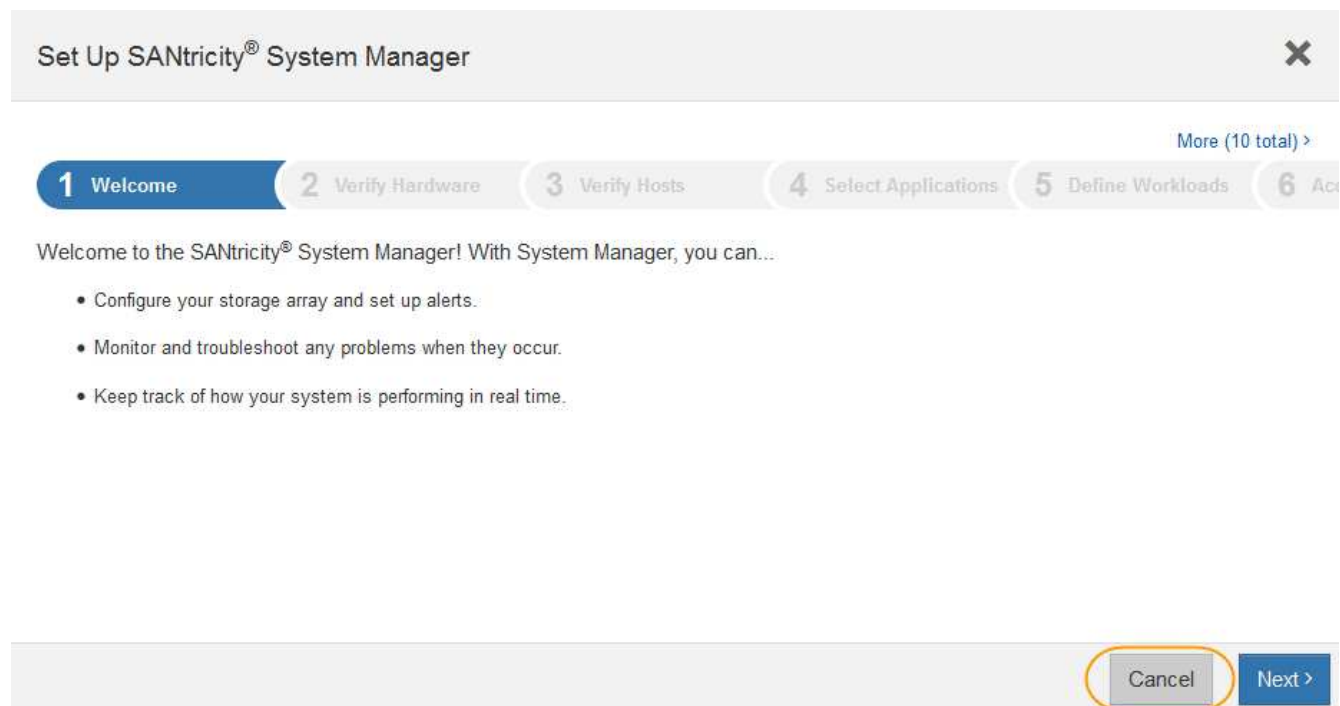 Set Up SANtricity® System Manager
More (10 total) >
1 Welcome 2 Verify Hardware 3 Verify Hosts 4 Select Applications 5 Define Workloads 6 Acc
Welcome to the SANtricity® System Manager! With System Manager, you can...
• Configure your storage array and set up alerts.
• Monitor and troubleshoot any problems when they occur.
• Keep track of how your system is performing in real time.
Cancel Next >